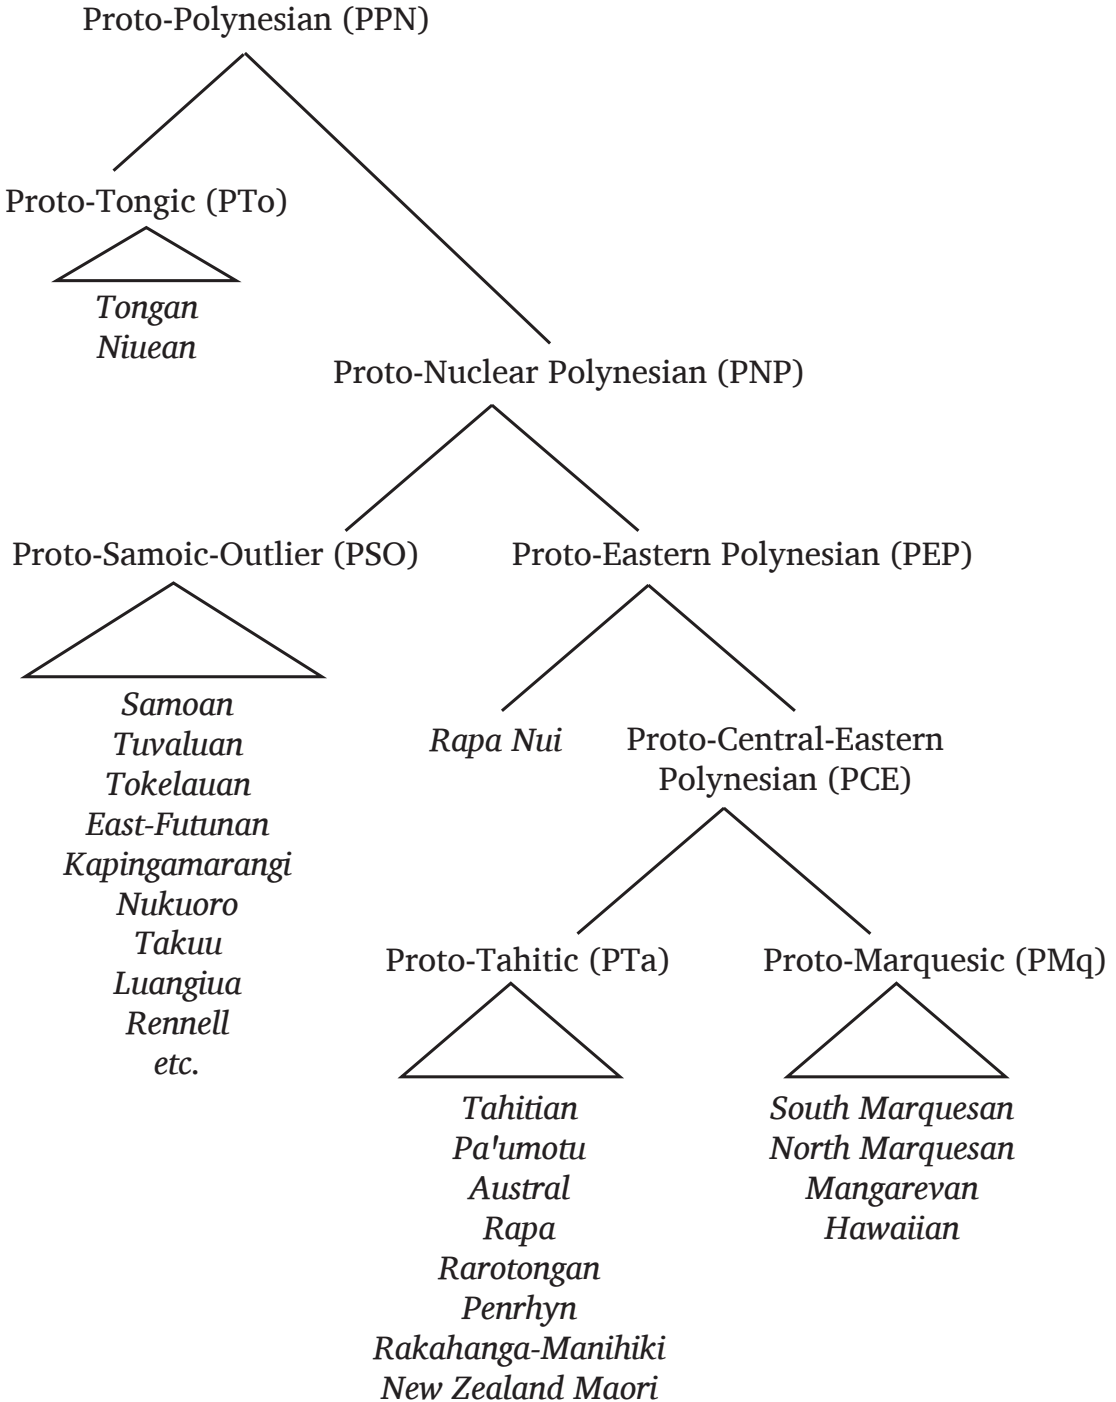 Proto-Polynesian (PPN)
Proto-Tongic (PTo)
Tongan
Niuean
Proto-Nuclear Polynesian (PNP)
Proto-Samoic-Outlier (PSO)
Proto-Eastern Polynesian (PEP)
Samoan
Tuvaluan
Tokelauan
East-Futunan
Kapingamarangi
Nukuoro
Takuu
Luangiua
Rennell
etc.
Rapa Nui
Proto-Central-Eastern
Polynesian (PCE)
Proto-Tahitic (PTa)
Proto-Marquesic (PMq)
Tahitian
Pa'umotu
Austral
Rapa
Rarotongan
Penrhyn
Rakahanga-Manihiki
New Zealand Maori
South Marquesan
North Marquesan
Mangarevan
Hawaiian